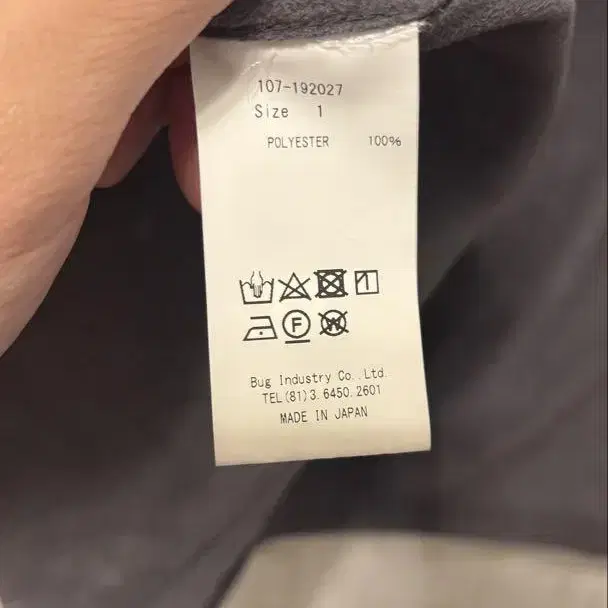 107-192027
Size 1
POLYESTER 100%
F
W
Bug Industry Co.,Ltd.
TEL(81)3.6450.2601
MADE IN JAPAN